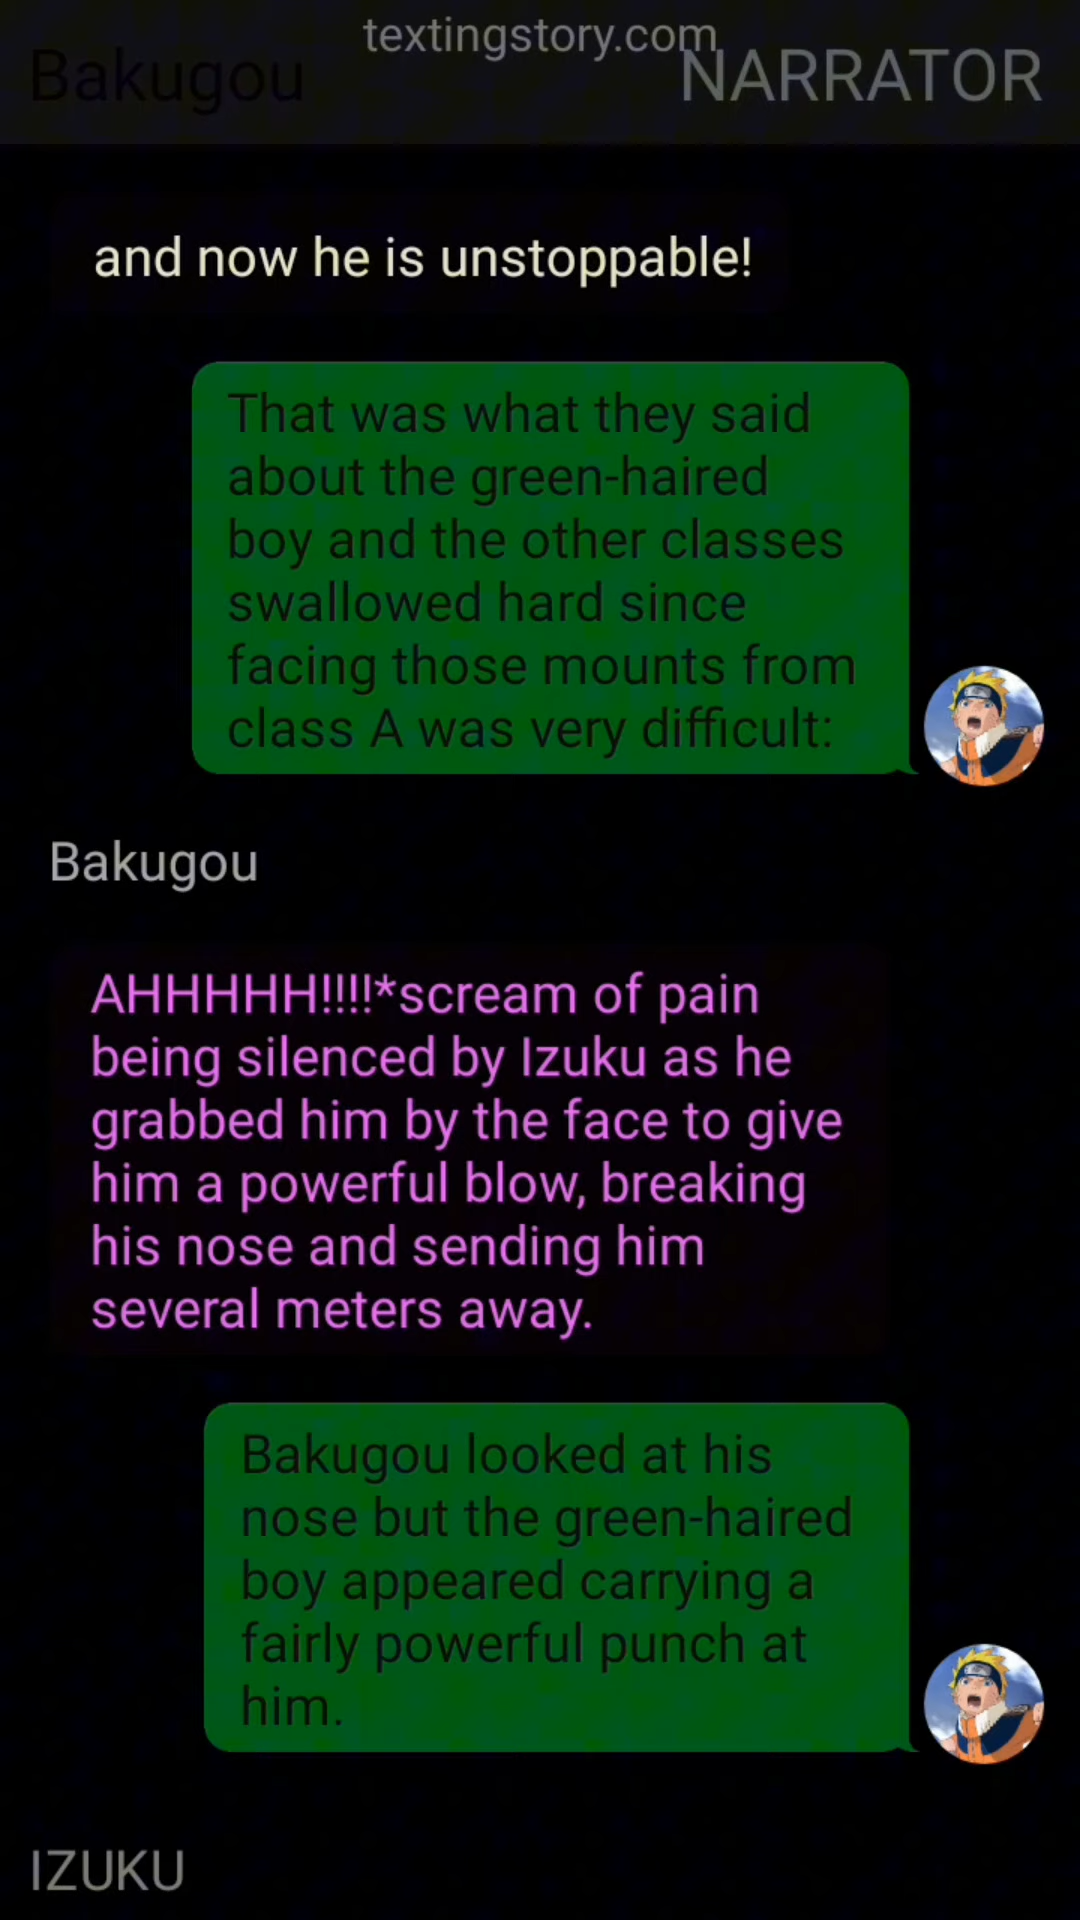 textingstory.com
Bakugou
NARRATOR
and now he is unstoppable!
That was what they said
about the green-haired
boy and the other classes
swallowed hard since
facing those mounts from
class A was very difficult:
Bakugou
AHHHHH!!!!*scream of pain
being silenced by Izuku as he
grabbed him by the face to give
him a powerful blow, breaking
his nose and sending him
several meters away.
Bakugou looked at his
nose but the green-haired
boy appeared carrying a
fairly powerful punch at
him.
IZUKU